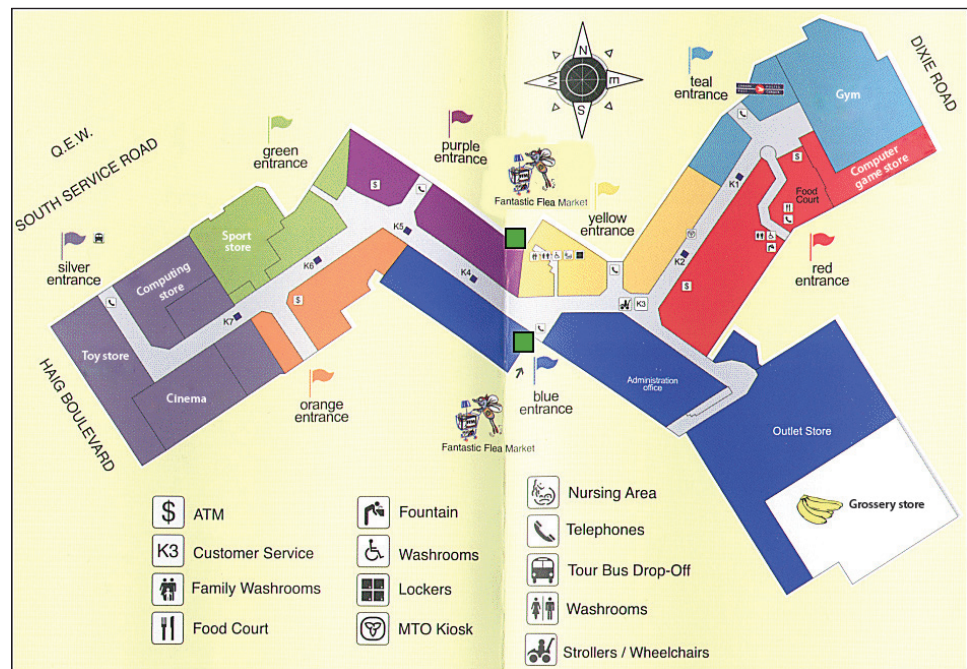 N
W
E
S
Q.E.W.
SOUTH SERVICE ROAD
DIXIE ROAD
HAIG BOULEVARD
green
entrance
purple
entrance
teal
entrance
yellow
entrance
silver
entrance
red
entrance
orange
entrance
blue
entrance
Fantastic Flea Market
Fantastic Flea Market
Gym
Computer
game store
Food
Court
Sport
store
Computing
store
Toy store
Cinema
Administration
office
Outlet Store
Grossery store
K1
K2
K3
K4
K5
K6
K7
$
$
$
$
$ ATM
K3 Customer Service
Family Washrooms
Food Court
Fountain
Washrooms
Lockers
MTO Kiosk
Nursing Area
Telephones
Tour Bus Drop-Off
Washrooms
Strollers / Wheelchairs